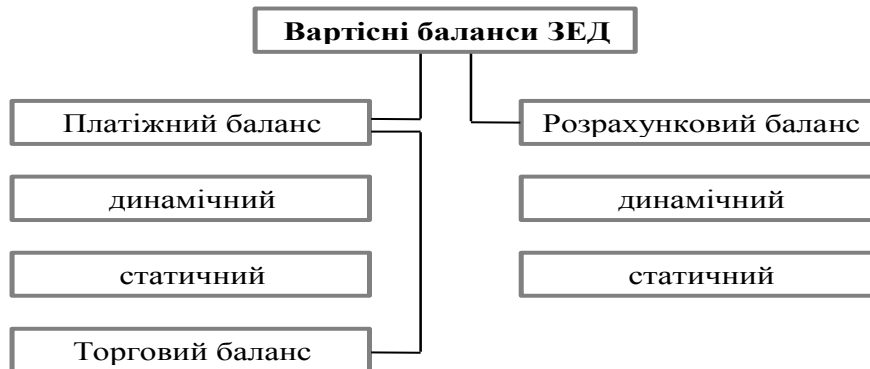 Вартісні баланси ЗЕД
Платіжний баланс
Розрахунковий баланс
динамічний
динамічний
статичний
статичний
Торговий баланс